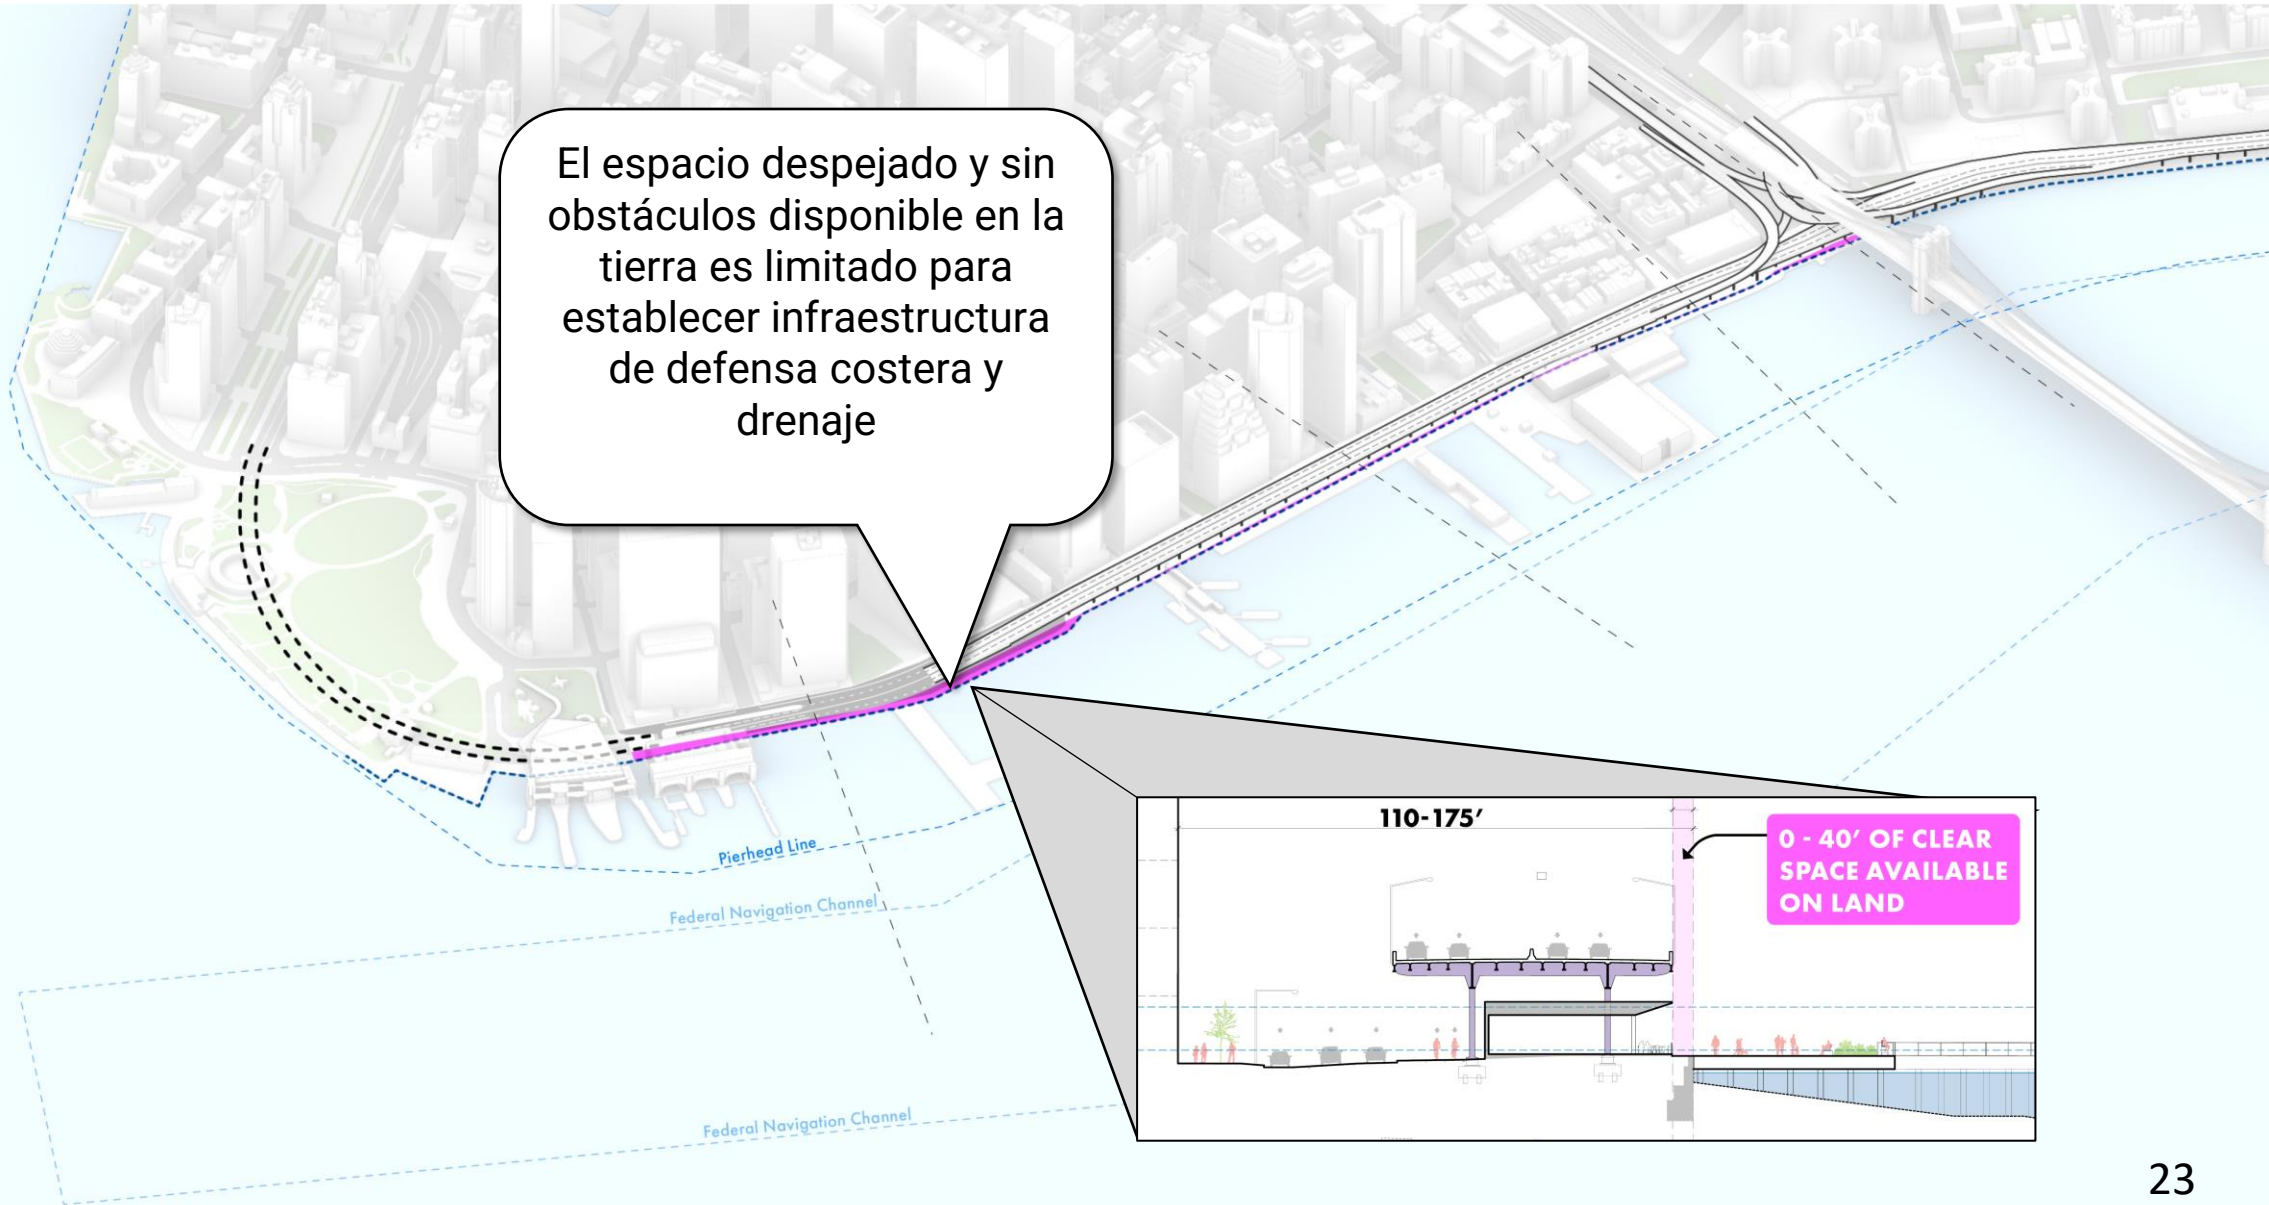 El espacio despejado y sin
obstáculos disponible en la
tierra es limitado para
establecer infraestructura
de defensa costera y
drenaje
Pierhead Line
Federal Navigation Channel
Federal Navigation Channel
110-175′
0 - 40′ OF CLEAR
SPACE AVAILABLE
ON LAND
23